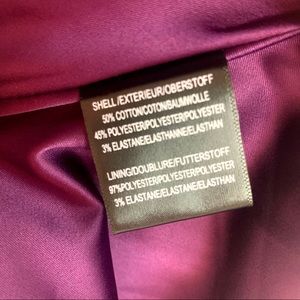 SHELL/EXTERIEUR/OBERSTOFF
50% COTTON/COTON/BAUMWOLLE
45% POLYESTER/POLYESTER/POLYESTER
3% ELASTANE/ELASTHANNE/ELASTHAN
LINING/DOUBLURE/FUTTERSTOFF
97% POLYESTER/POLYESTER/POLYESTER
3% ELASTANE/ELASTANE/ELASTHAN